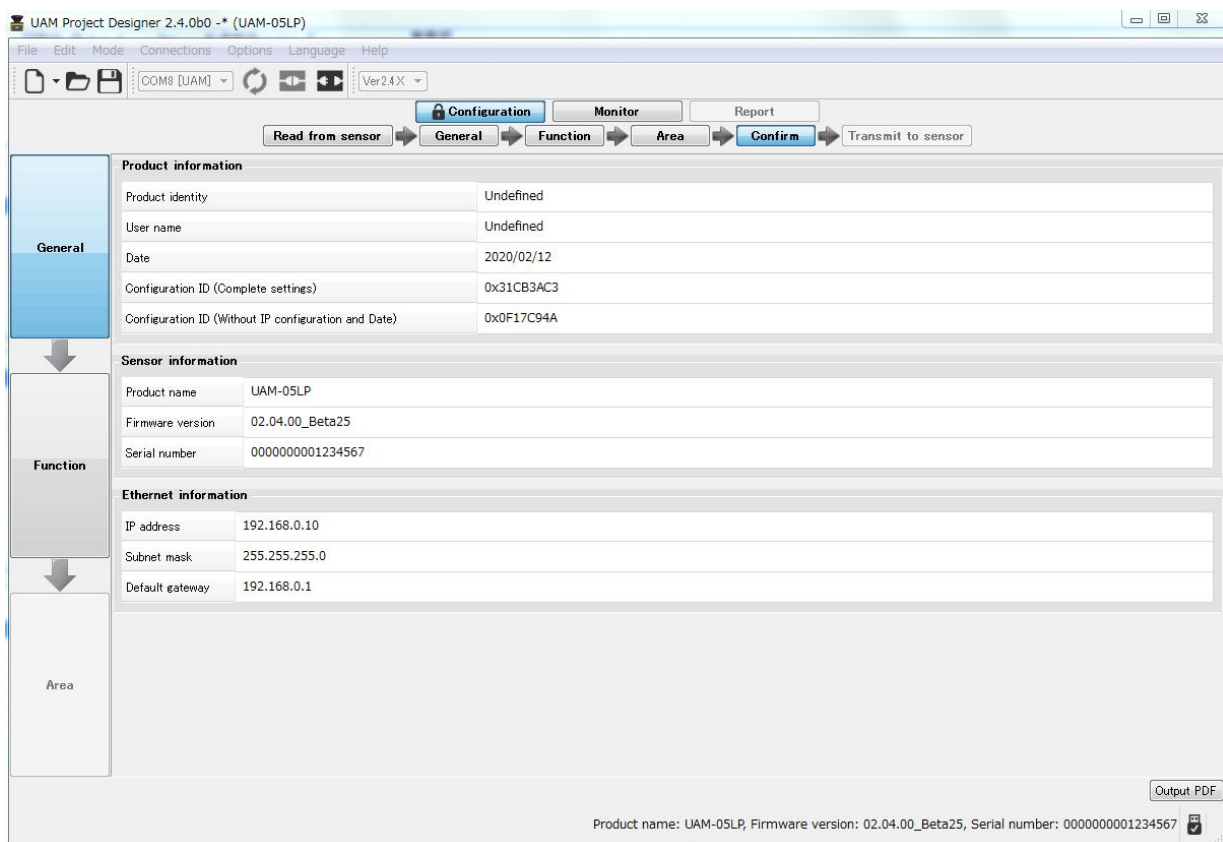 UAM Project Designer 2.4.0b0 -* (UAM-05LP)
File Edit Mode Connections Options Language Help
COM8 [UAM] Ver2.4.X
Configuration Monitor Report
Read from sensor General Function Area Confirm Transmit to sensor
Product information
Product identity Undefined
User name Undefined
General
Date 2020/02/12
Configuration ID (Complete settings) 0x31CB3AC3
Configuration ID (Without IP configuration and Date) 0x0F17C94A
Sensor information
Product name UAM-05LP
Firmware version 02.04.00_Beta25
Serial number 0000000001234567
Function
Ethernet information
IP address 192.168.0.10
Subnet mask 255.255.255.0
Default gateway 192.168.0.1
Area
Output PDF
Product name: UAM-05LP, Firmware version: 02.04.00_Beta25, Serial number: 0000000001234567